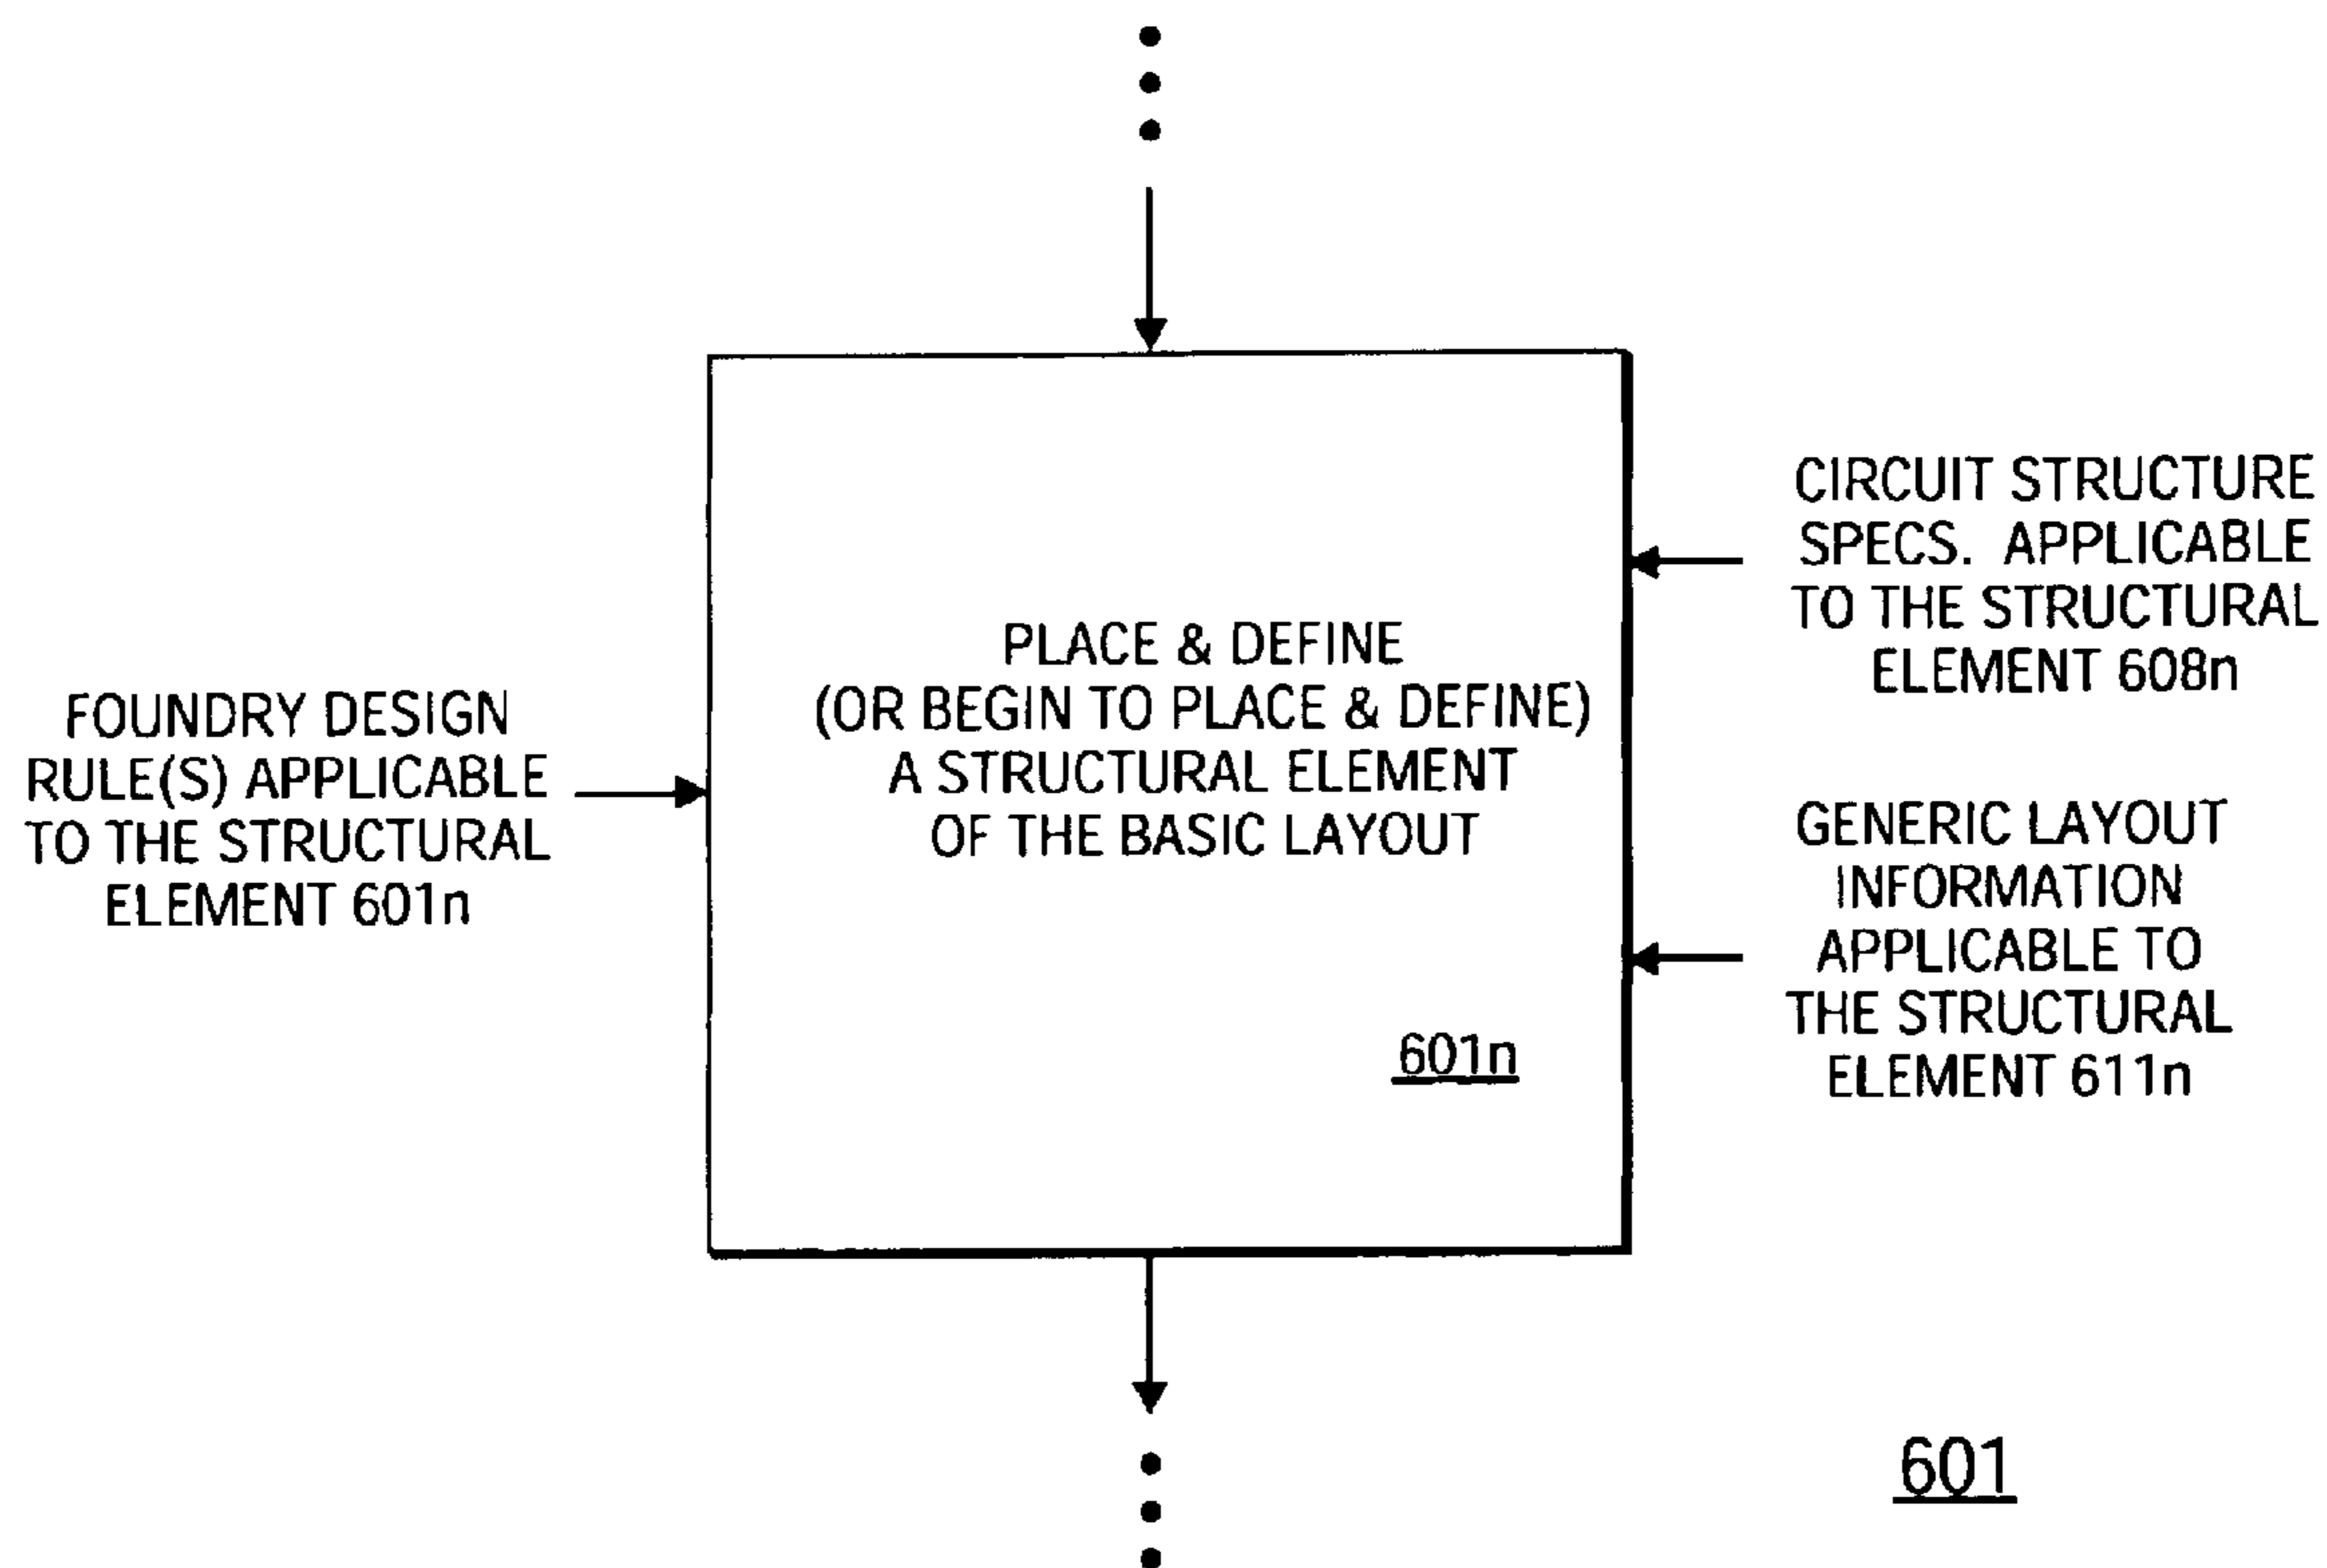 FOUNDRY DESIGN
RULE(S) APPLICABLE
TO THE STRUCTURAL
ELEMENT 601n
PLACE & DEFINE
(OR BEGIN TO PLACE & DEFINE)
A STRUCTURAL ELEMENT
OF THE BASIC LAYOUT
601n
CIRCUIT STRUCTURE
SPECS. APPLICABLE
TO THE STRUCTURAL
ELEMENT 608n
GENERIC LAYOUT
INFORMATION
APPLICABLE TO
THE STRUCTURAL
ELEMENT 611n
601